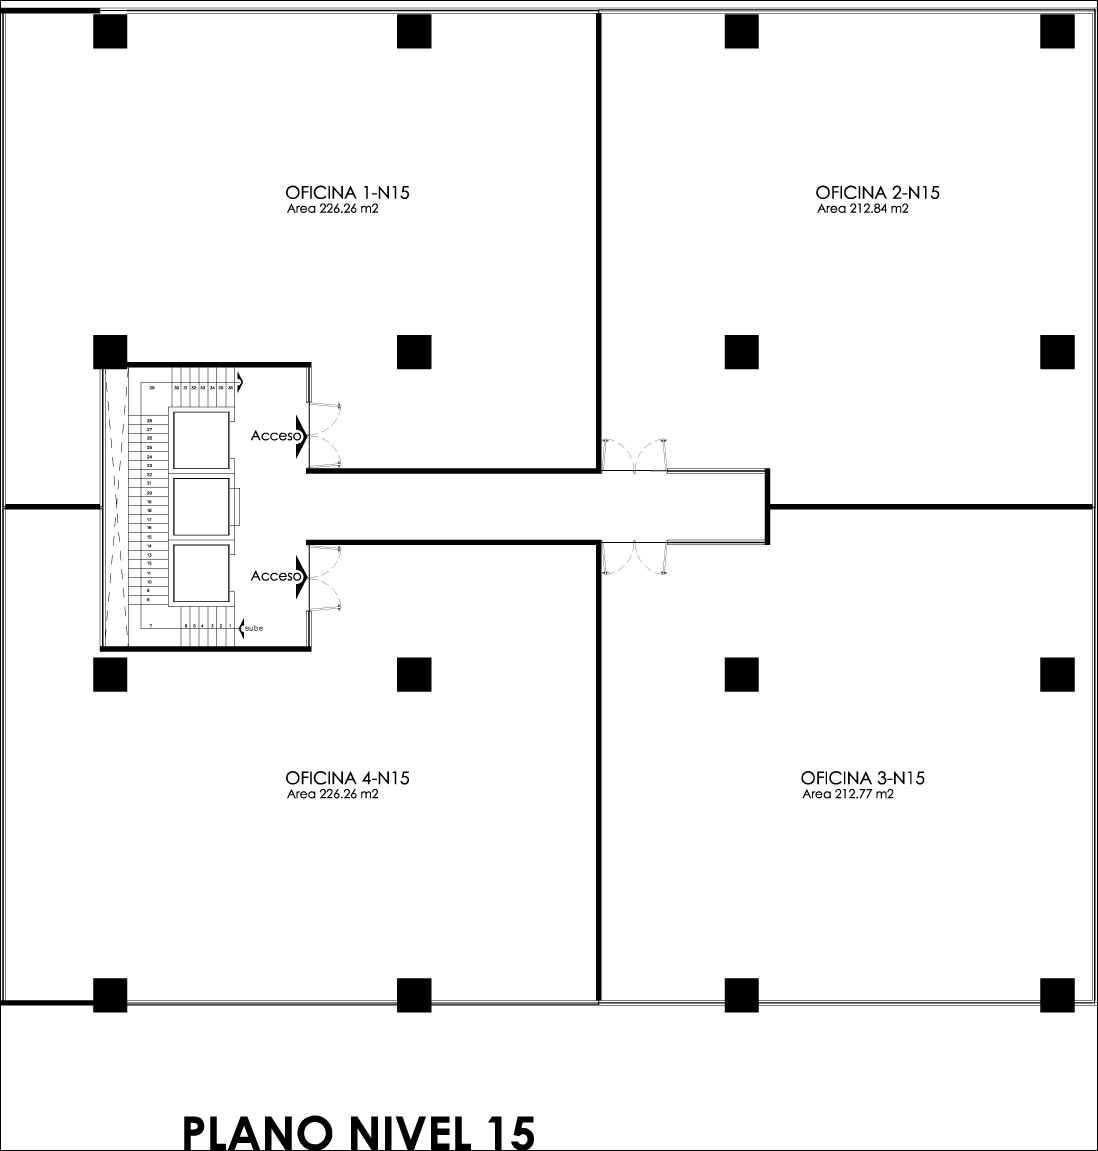 OFICINA 1-N15
Area 226.26 m2
OFICINA 2-N15
Area 212.84 m2
29
30 31 32 33 34 35 36
Acceso
28
27
26
25
24
23
22
21
20
19
18
17
16
15
14
13
12
11
10
9
8
Acceso
7
6 5 4 3 2 1
sube
OFICINA 4-N15
Area 226.26 m2
OFICINA 3-N15
Area 212.77 m2
PLANO NIVEL 15